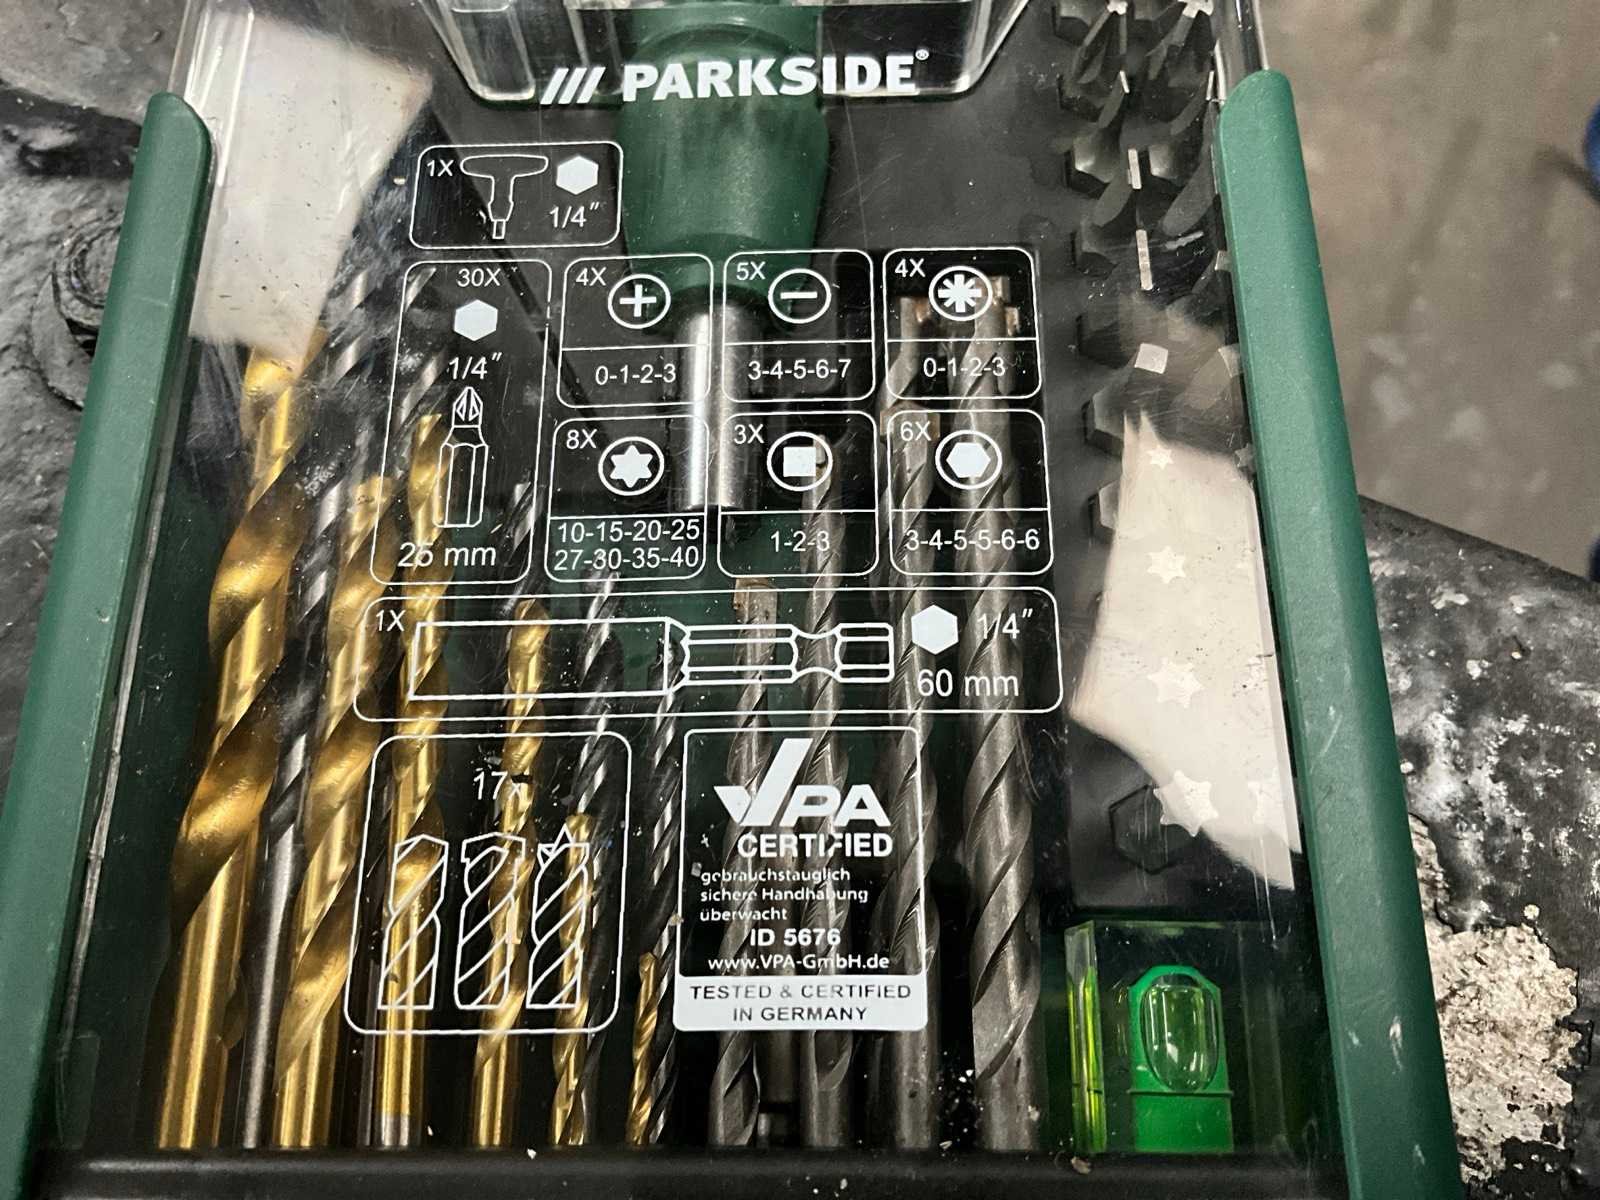 /// PARKSIDE®
1X
1/4"
30X
1/4"
25 mm
4X
0-1-2-3
5X
3-4-5-6-7
4X
0-1-2-3
8X
10-15-20-25
27-30-35-40
3X
1-2-3
6X
3-4-5-5-6-6
1X
1/4"
60 mm
17x
VPA
CERTIFIED
gebrauchstauglich
sichere Handhabung
überwacht
ID 5676
www.VPA-GmbH.de
TESTED & CERTIFIED
IN GERMANY